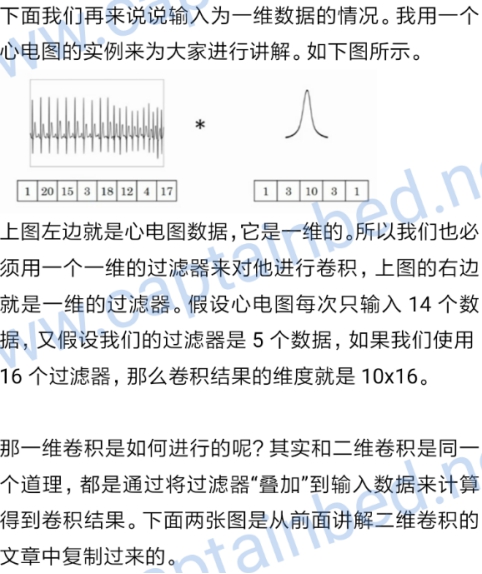 下面我们再来说说输入为一维数据的情况。我用一个
心电图的实例来为大家进行讲解。如下图所示。
*
1 20 15 3 18 12 4 17
1 3 10 3 1
上图左边就是心电图数据，它是一维的。所以我们也必
须用一个一维的过滤器来对他进行卷积，上图的右边
就是一维的过滤器。假设心电图每次只输入 14 个数
据，又假设我们的过滤器是 5 个数据，如果我们使用
16 个过滤器，那么卷积结果的维度就是 10x16。
那一维卷积是如何进行的呢？其实和二维卷积是同一
个道理，都是通过将过滤器“叠加”到输入数据来计算
得到卷积结果。下面两张图是从前面讲解二维卷积的
文章中复制过来的。
www.captainbed.n
www.captainbed.n
captainbed.n